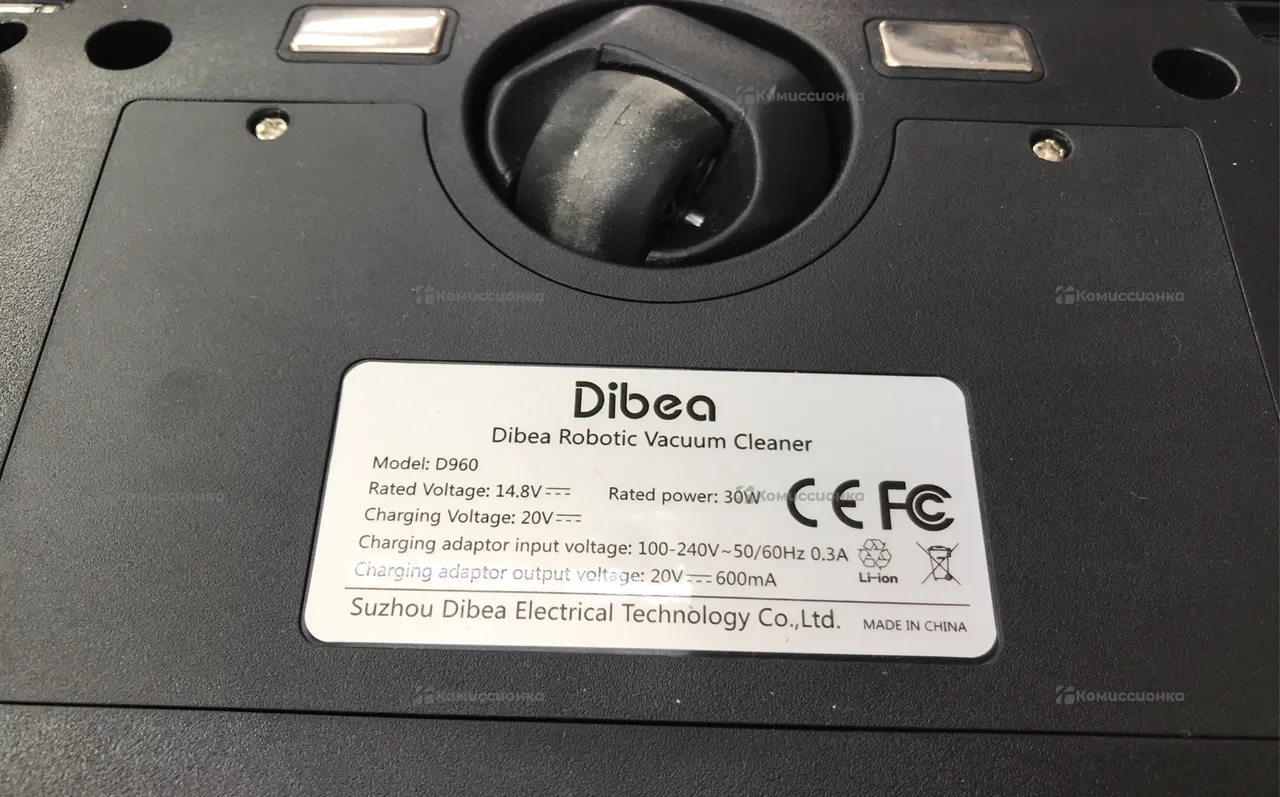 Комиссионка
Комиссионка
Комиссионка
Dibea
Dibea Robotic Vacuum Cleaner
Model: D960
Rated Voltage: 14.8V⎓ Rated power: 30W
Комиссионка
Комиссионка
Charging Voltage: 20V⎓
Charging adaptor input voltage: 100-240V~50/60Hz 0.3A
Charging adaptor output voltage: 20V⎓600mA
Li-ion
Suzhou Dibea Electrical Technology Co.,Ltd. MADE IN CHINA
Комиссионка
Комиссионка